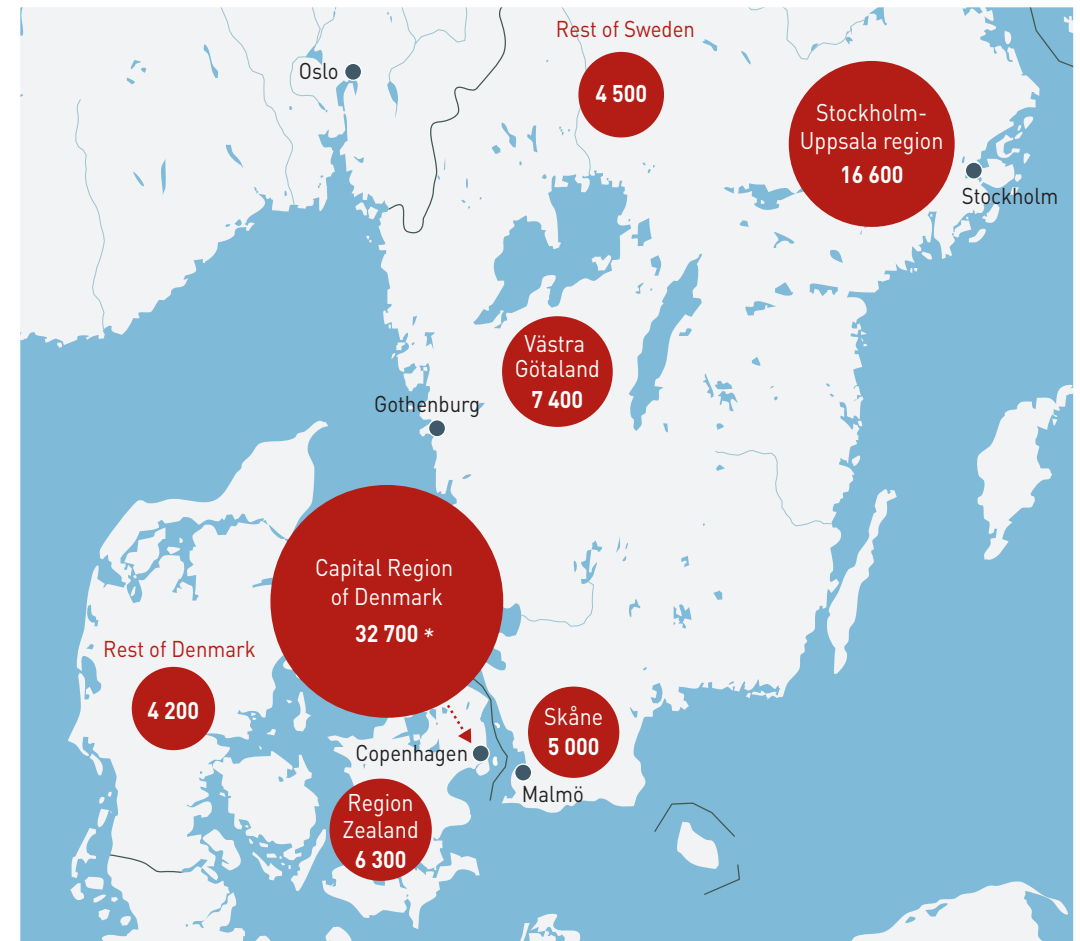 Rest of Sweden
4 500
Oslo
Stockholm-
Uppsala region
16 600
Stockholm
Västra
Götaland
7 400
Gothenburg
Capital Region
of Denmark
32 700 *
Rest of Denmark
4 200
Skåne
5 000
Copenhagen
Malmö
Region
Zealand
6 300